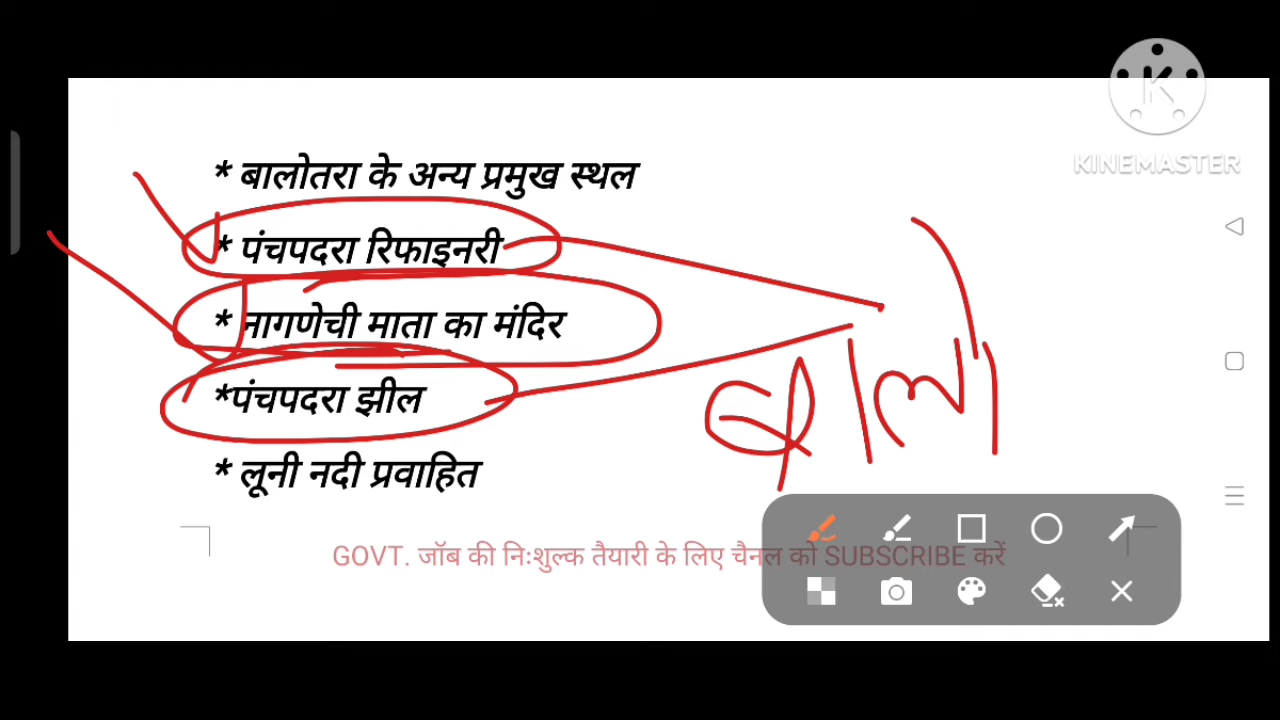 KINEMASTER
* बालोतरा के अन्य प्रमुख स्थल
* पंचपदरा रिफाइनरी
* नागणेची माता का मंदिर
*पंचपदरा झील
बालो
* लूनी नदी प्रवाहित
GOVT. जॉब की निःशुल्क तैयारी के लिए चैनल को SUBSCRIBE करें